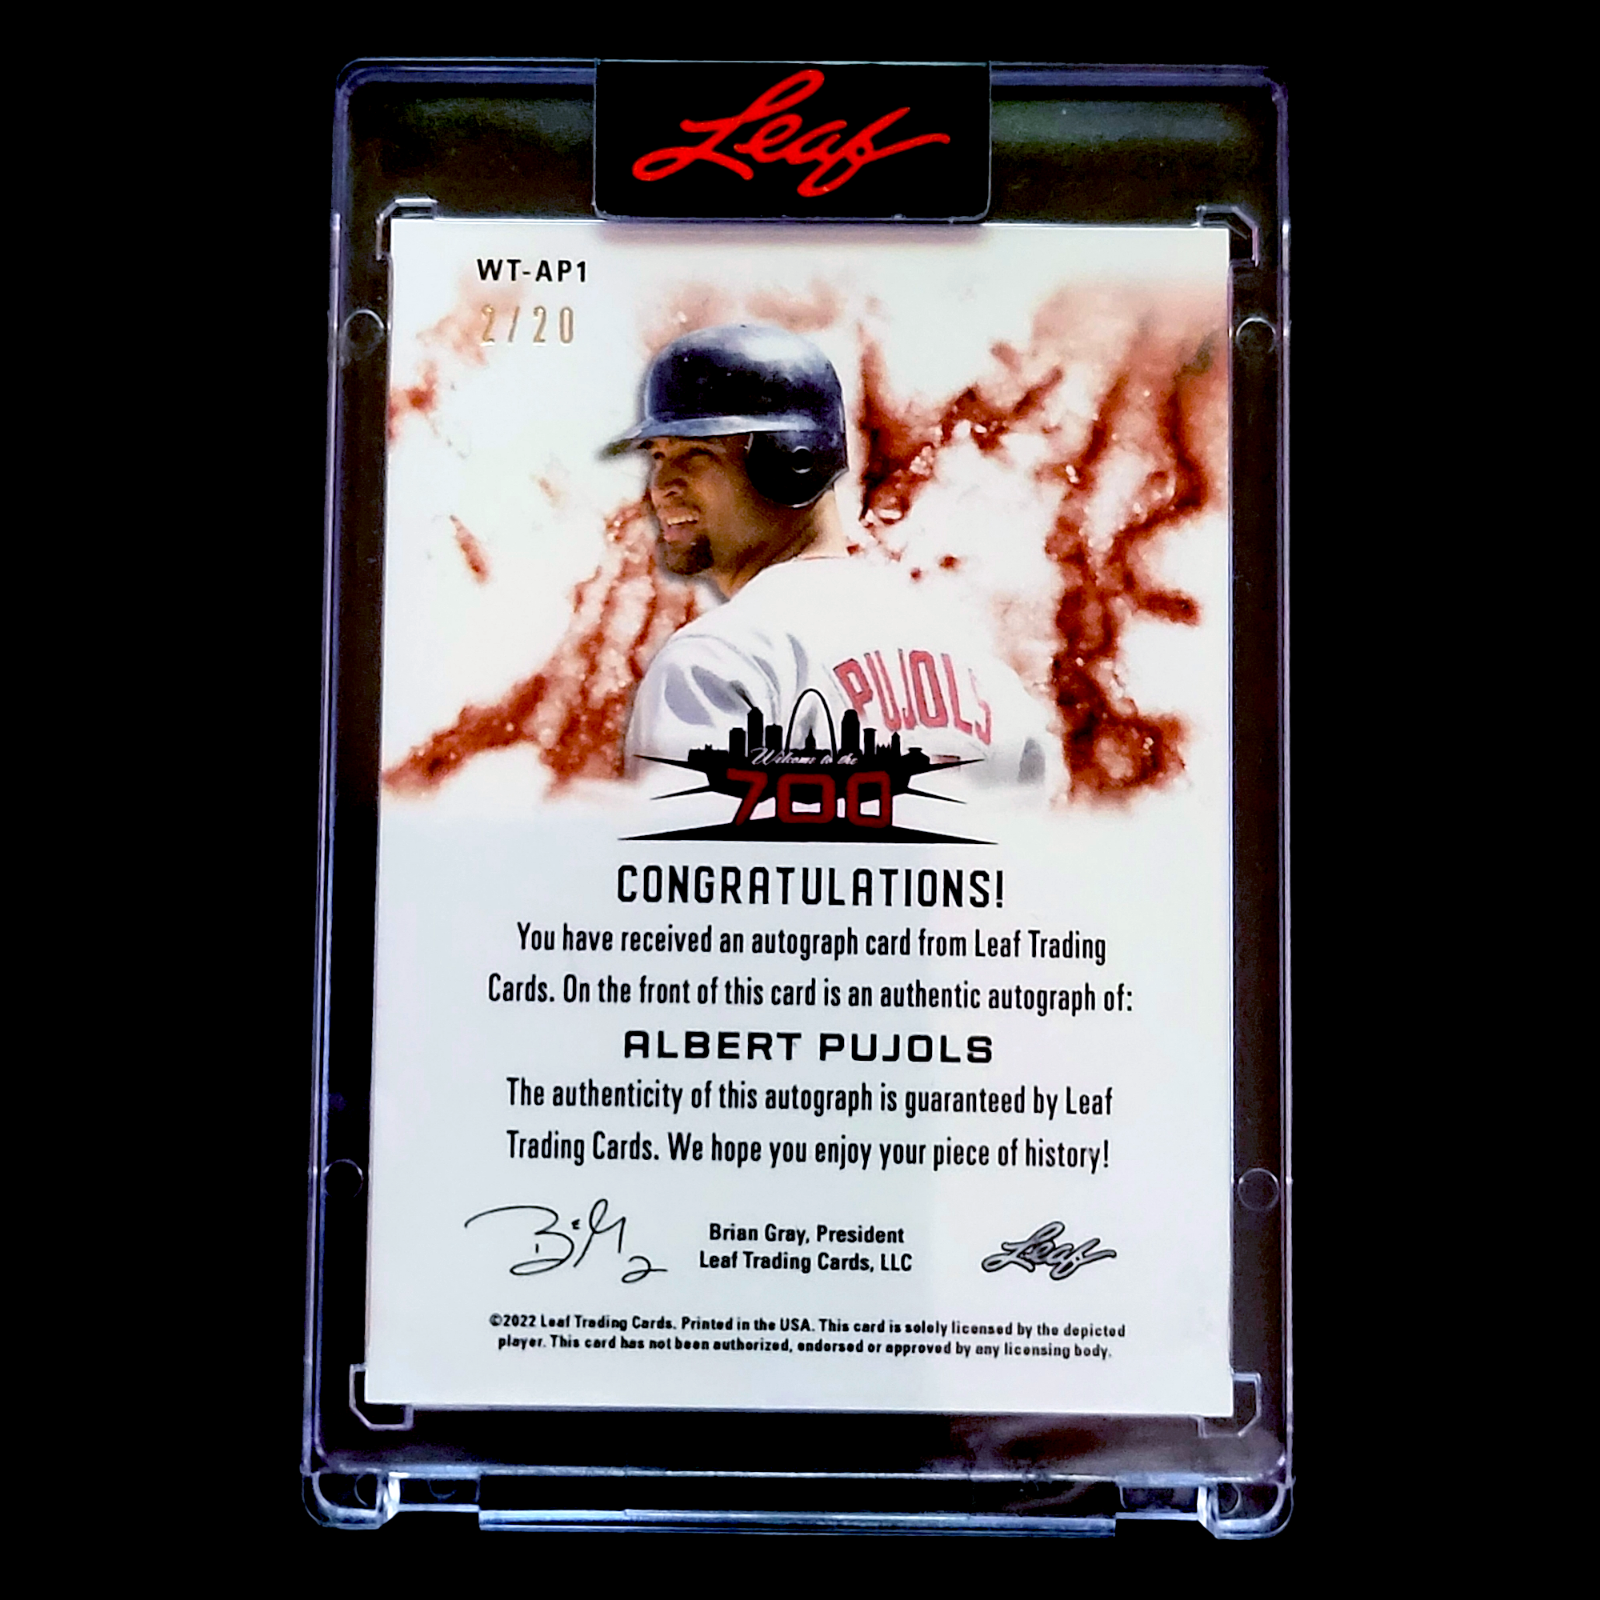 Leaf
WT-AP1
2/20
PUJOLS
Welcome to the
700
CONGRATULATIONS!
You have received an autograph card from Leaf Trading
Cards. On the front of this card is an authentic autograph of:
ALBERT PUJOLS
The authenticity of this autograph is guaranteed by Leaf
Trading Cards. We hope you enjoy your piece of history!
Brian Gray, President
Leaf Trading Cards, LLC
Leaf
©2022 Leaf Trading Cards. Printed in the USA. This card is solely licensed by the depicted
player. This card has not been authorized, endorsed or approved by any licensing body.